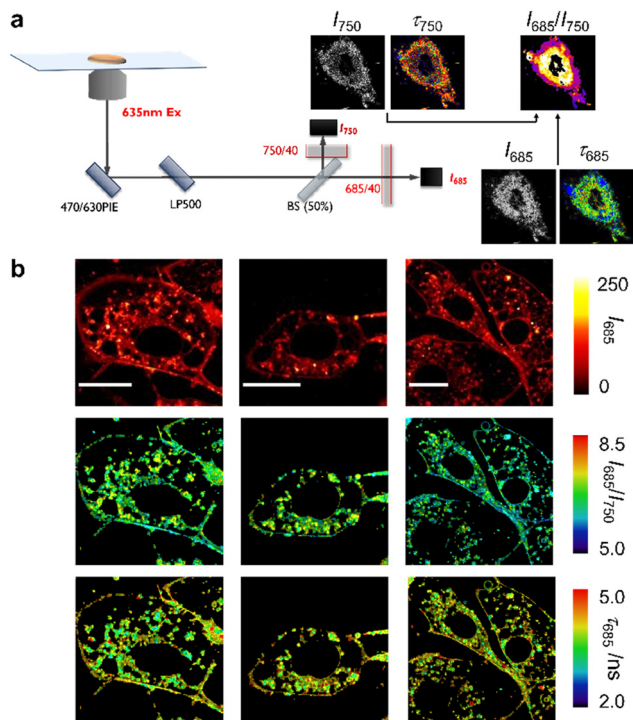 a
I750
τ750
I685/I750
635nm Ex
I750
750/40
I685
τ685
685/40
I685
470/630PIE
LP500
BS (50%)
b
250
I685
0
8.5
I685/I750
5.0
5.0
τ685/ns
2.0